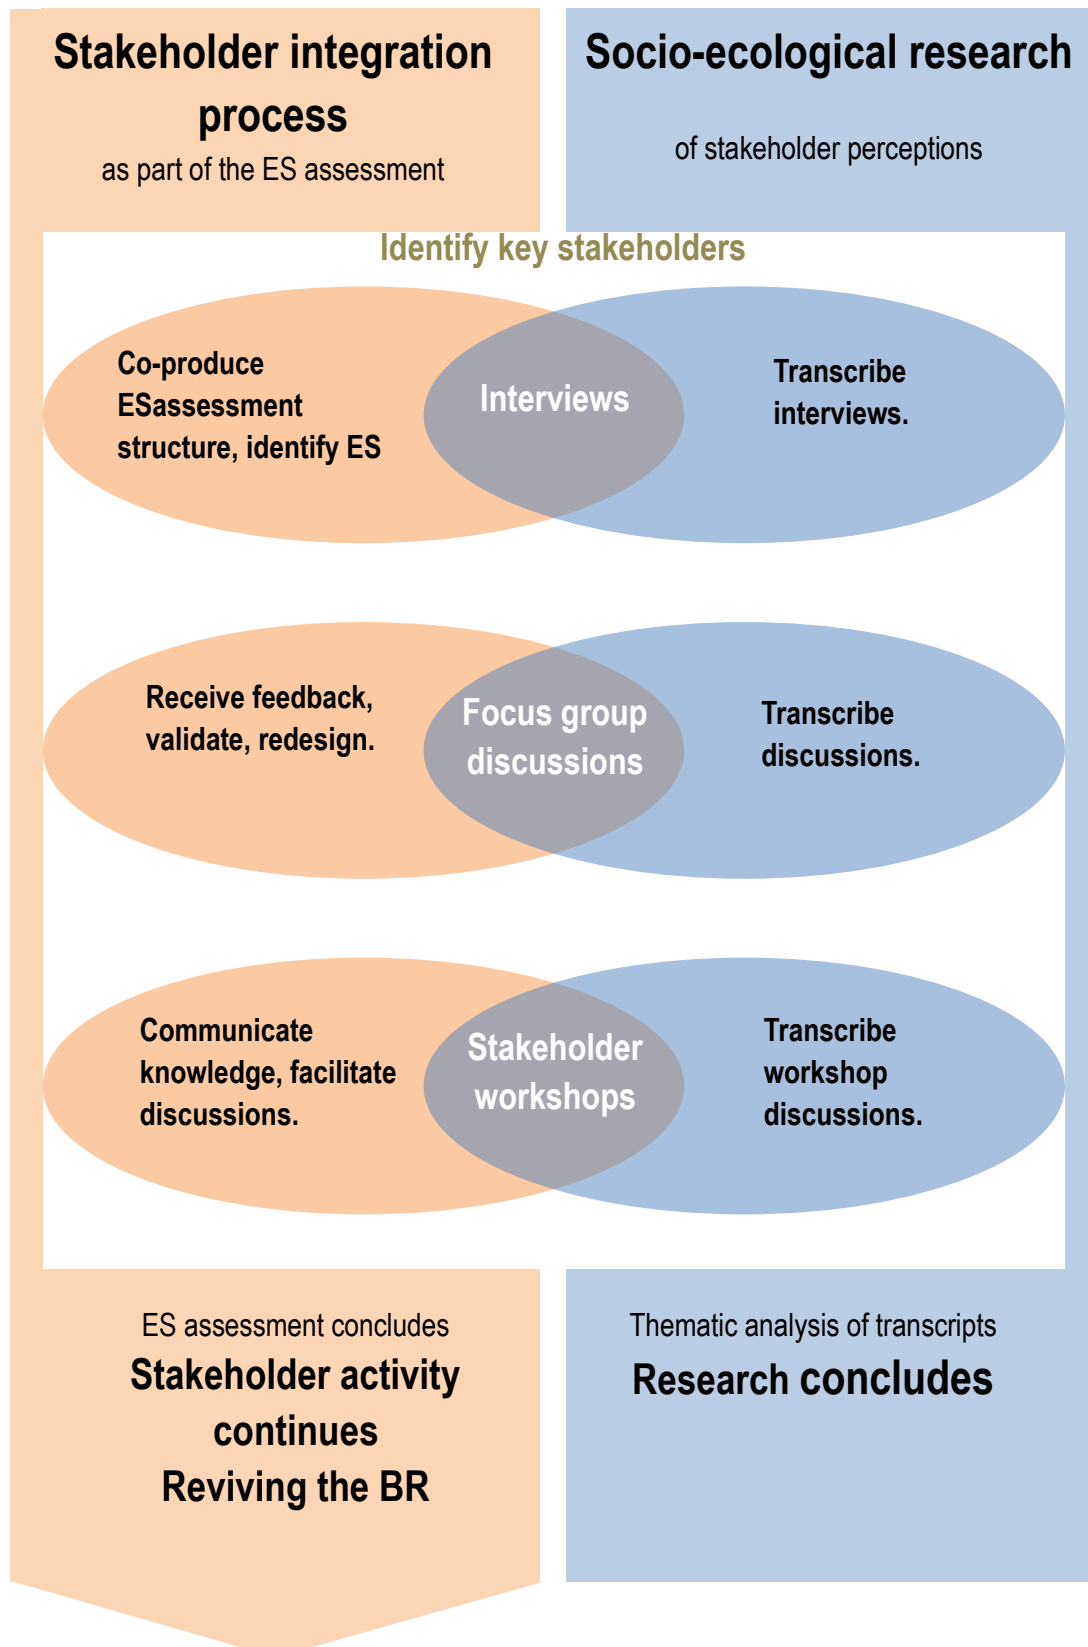 Stakeholder integration
process
as part of the ES assessment
Socio-ecological research
of stakeholder perceptions
Identify key stakeholders
Co-produce
ESassessment
structure, identify ES
Interviews
Transcribe
interviews.
Receive feedback,
validate, redesign.
Focus group
discussions
Transcribe
discussions.
Communicate
knowledge, facilitate
discussions.
Stakeholder
workshops
Transcribe
workshop
discussions.
ES assessment concludes
Stakeholder activity
continues
Reviving the BR
Thematic analysis of transcripts
Research concludes